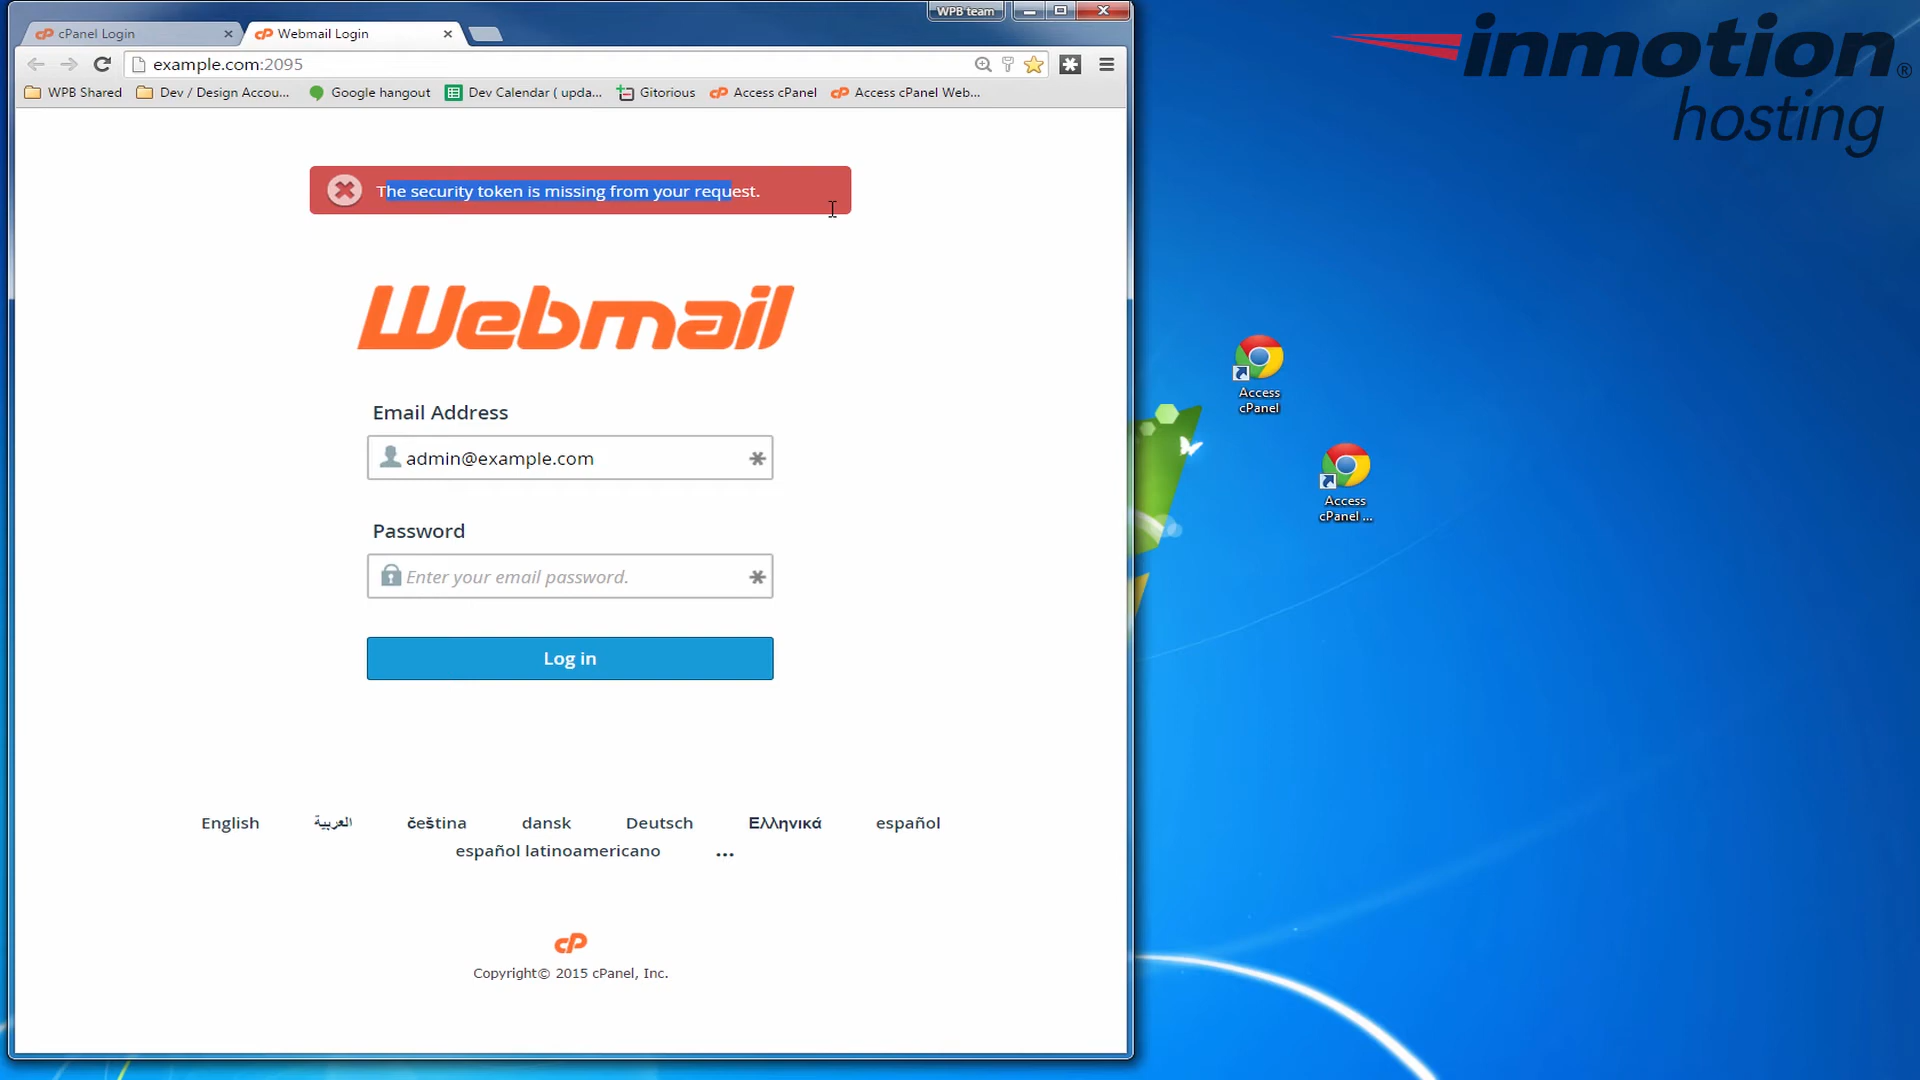 WPB team
cPanel Login
Webmail Login
example.com:2095
WPB Shared
Dev / Design Accou...
Google hangout
Dev Calendar ( upda...
Gitorious
Access cPanel
Access cPanel Web...
The security token is missing from your request.
Webmail
Email Address
admin@example.com
Password
Enter your email password.
Log in
English العربية čeština dansk Deutsch Ελληνικά español
español latinoamericano ...
cP
Copyright© 2015 cPanel, Inc.
inmotion®
hosting
Access
cPanel
Access
cPanel ...